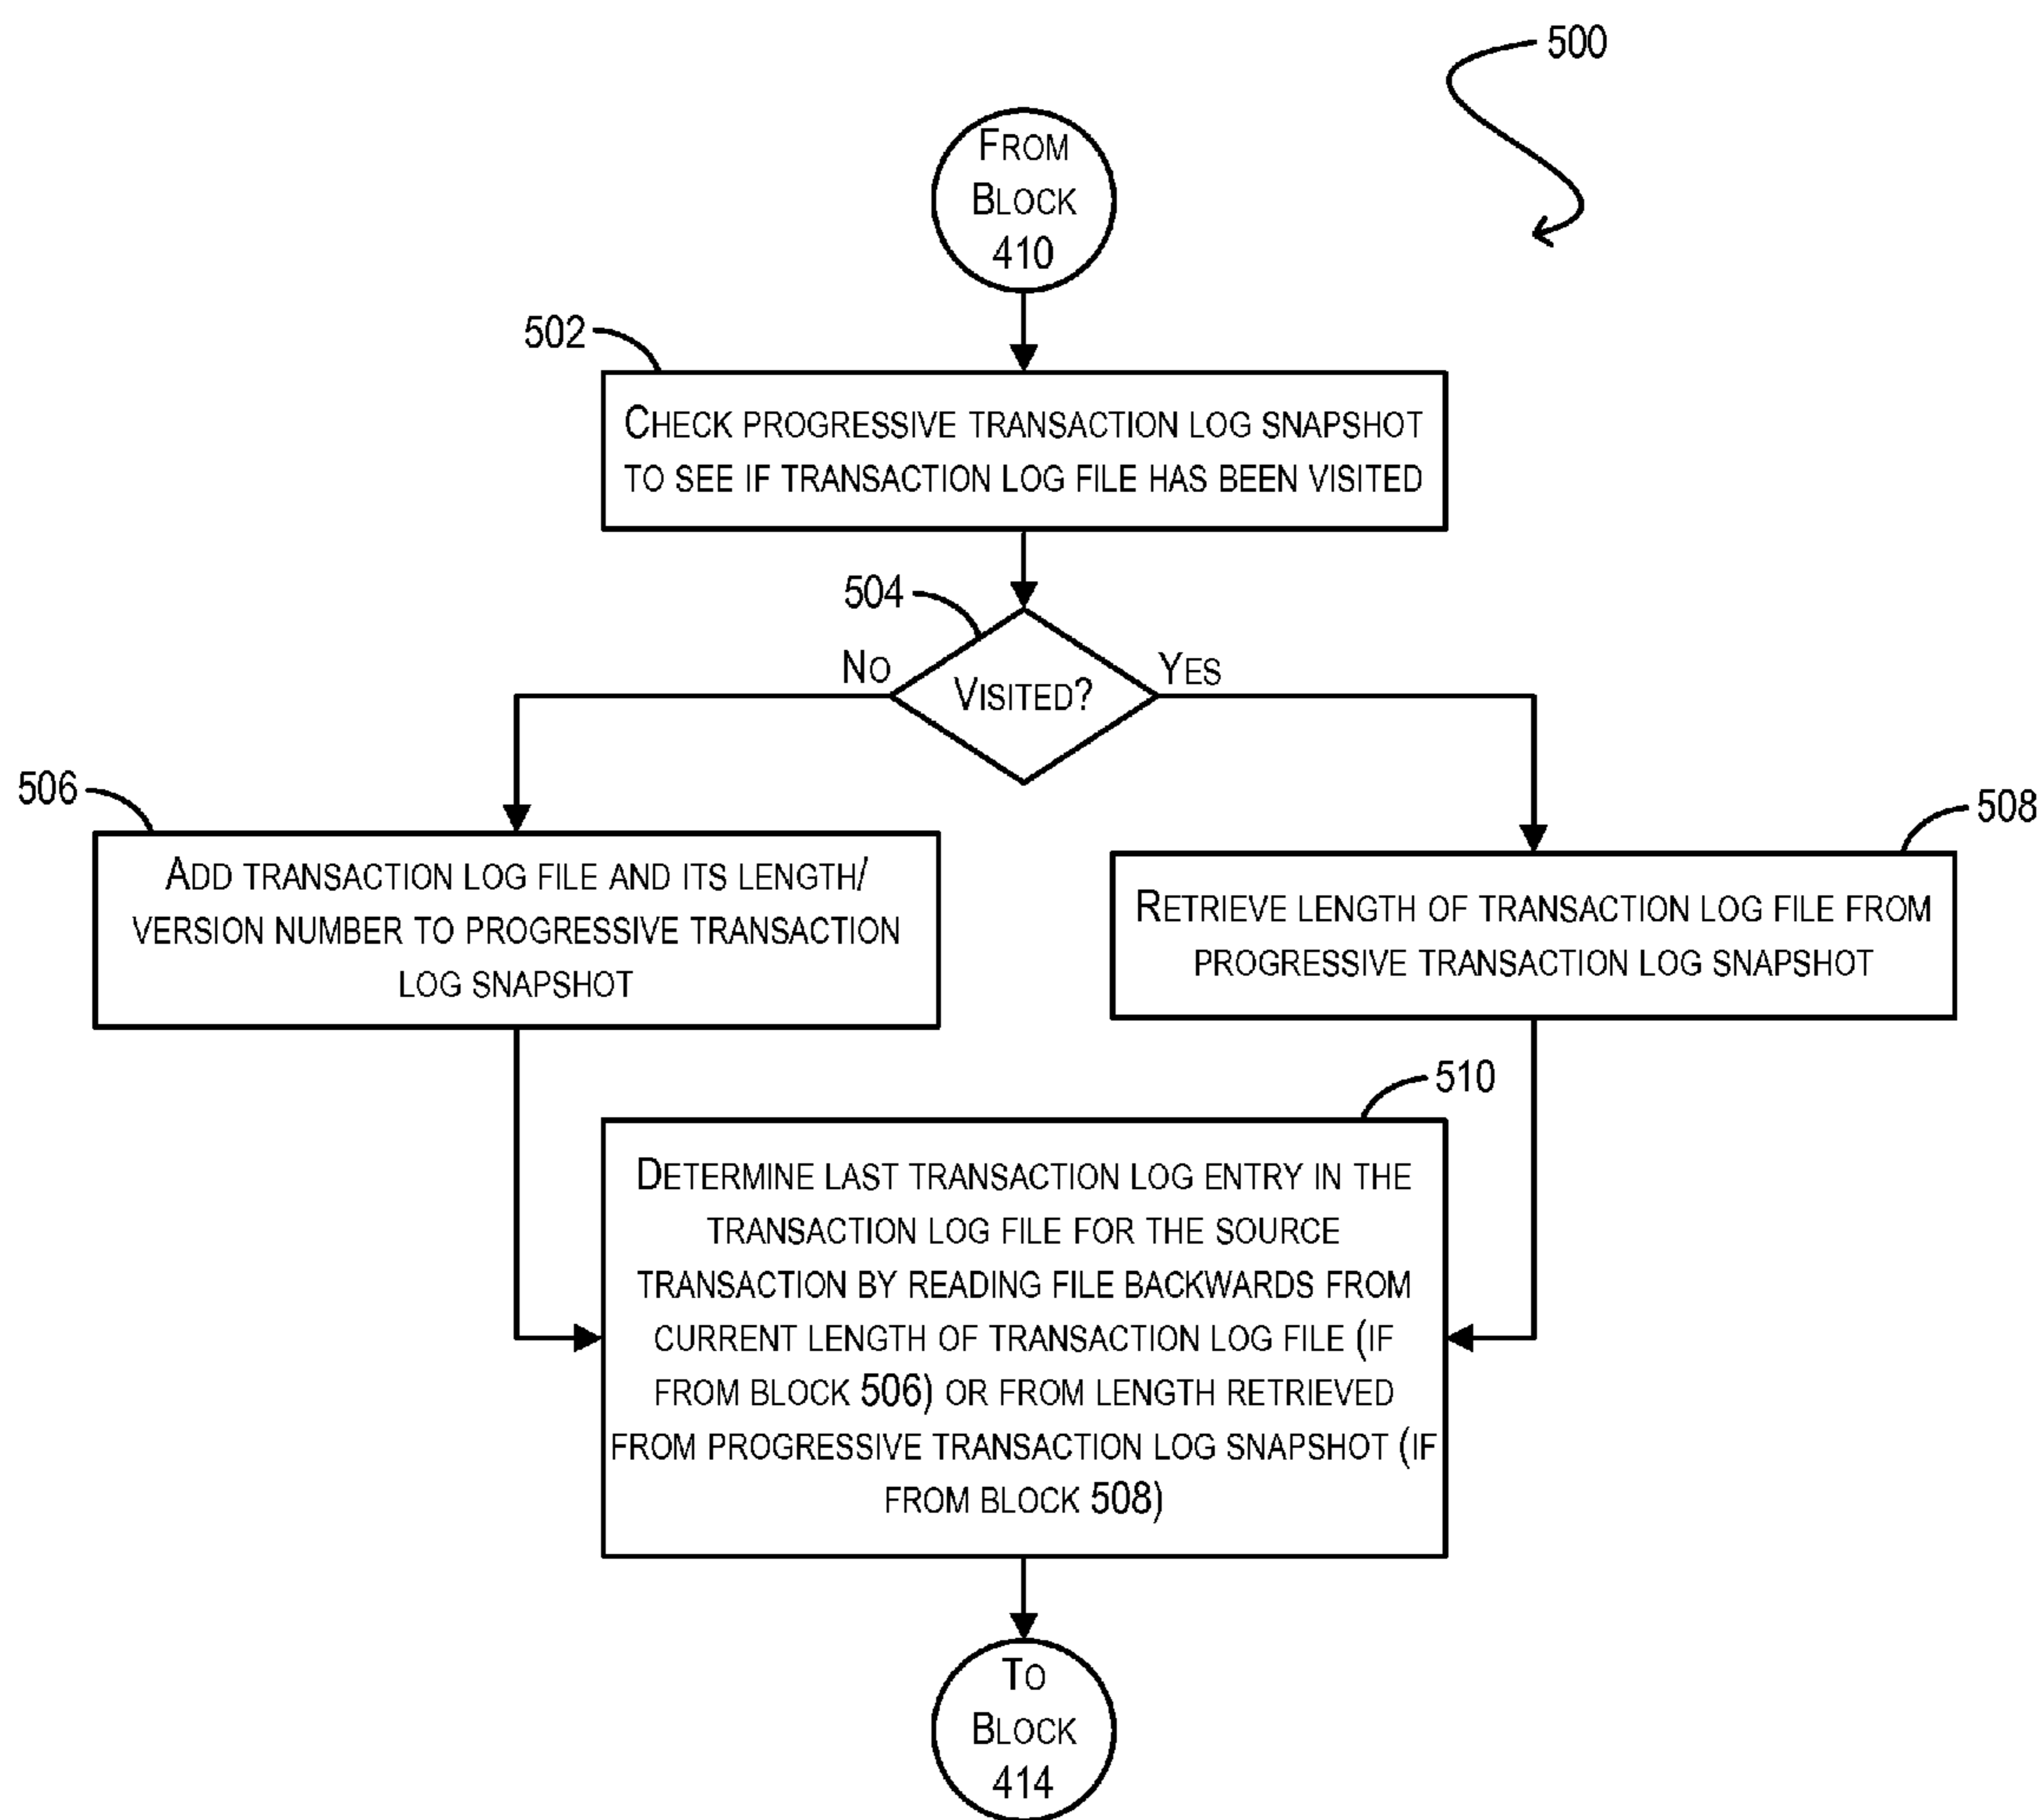 500
FROM
BLOCK
410
502
CHECK PROGRESSIVE TRANSACTION LOG SNAPSHOT
TO SEE IF TRANSACTION LOG FILE HAS BEEN VISITED
504
NO
VISITED?
YES
506
ADD TRANSACTION LOG FILE AND ITS LENGTH/
VERSION NUMBER TO PROGRESSIVE TRANSACTION
LOG SNAPSHOT
508
RETRIEVE LENGTH OF TRANSACTION LOG FILE FROM
PROGRESSIVE TRANSACTION LOG SNAPSHOT
510
DETERMINE LAST TRANSACTION LOG ENTRY IN THE
TRANSACTION LOG FILE FOR THE SOURCE
TRANSACTION BY READING FILE BACKWARDS FROM
CURRENT LENGTH OF TRANSACTION LOG FILE (IF
FROM BLOCK 506) OR FROM LENGTH RETRIEVED
FROM PROGRESSIVE TRANSACTION LOG SNAPSHOT (IF
FROM BLOCK 508)
TO
BLOCK
414